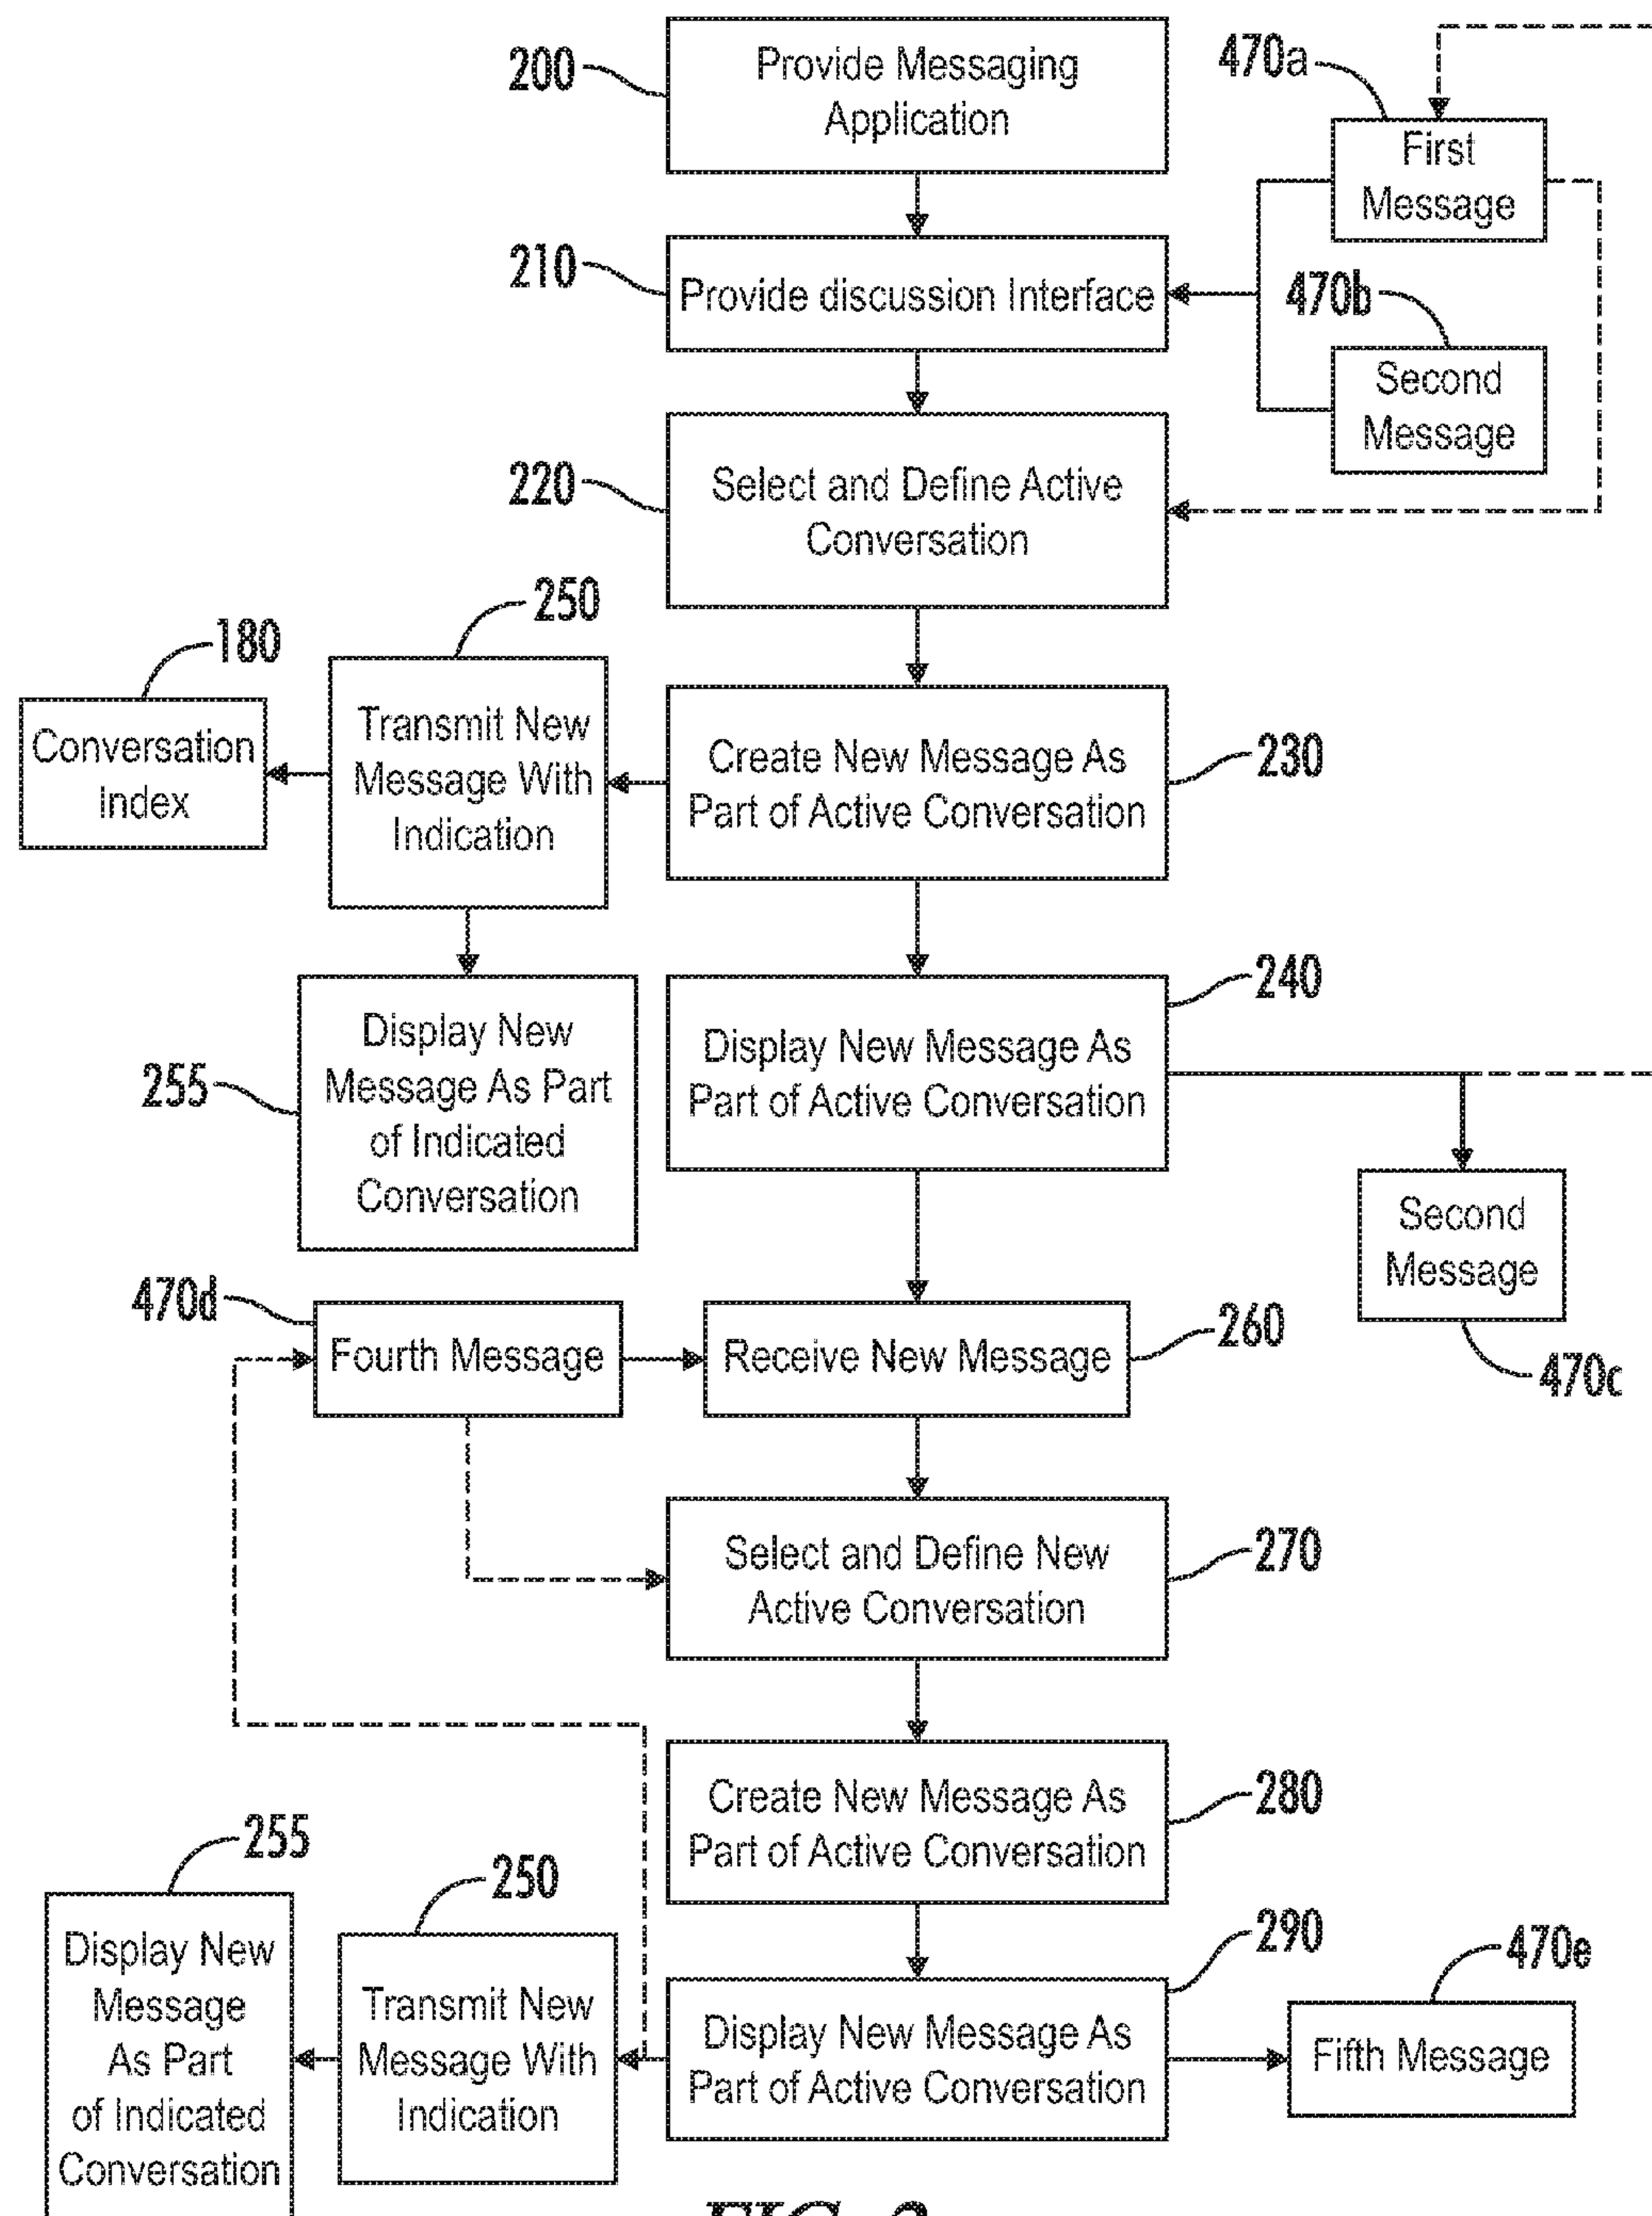 200
Provide Messaging
Application
470a
First
Message
210
Provide discussion Interface
470b
Second
Message
220
Select and Define Active
Conversation
250
180
Conversation
Index
Transmit New
Message With
Indication
Create New Message As
Part of Active Conversation
230
240
255
Display New
Message As Part
of Indicated
Conversation
Display New Message As
Part of Active Conversation
Second
Message
470c
470d
Fourth Message
Receive New Message
260
Select and Define New
Active Conversation
270
Create New Message As
Part of Active Conversation
280
255
250
290
470e
Display New
Message
As Part
of Indicated
Conversation
Transmit New
Message With
Indication
Display New Message As
Part of Active Conversation
Fifth Message